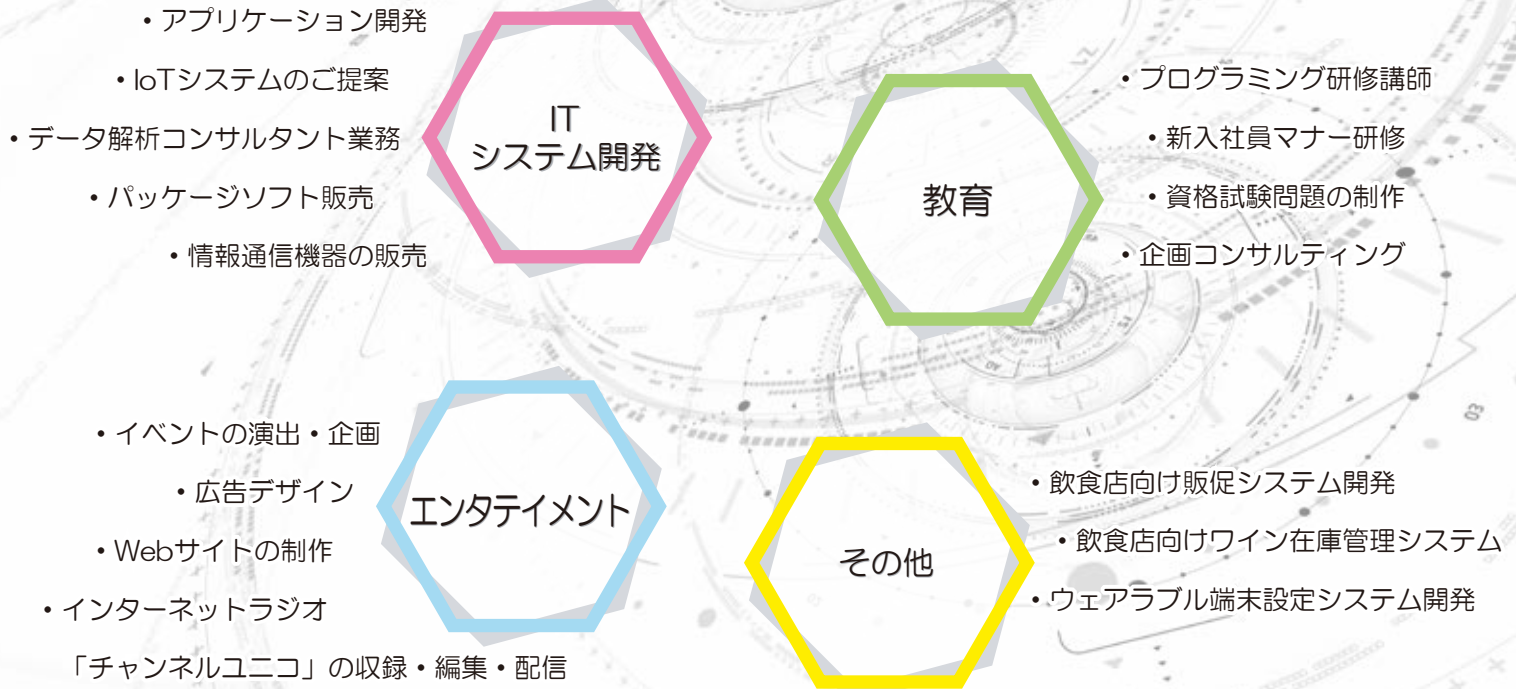 IT
システム開発
・アプリケーション開発
・IoTシステムのご提案
・データ解析コンサルタント業務
・パッケージソフト販売
・情報通信機器の販売
教育
・プログラミング研修講師
・新入社員マナー研修
・資格試験問題の制作
・企画コンサルティング
エンタテイメント
・イベントの演出・企画
・広告デザイン
・Webサイトの制作
・インターネットラジオ
「チャンネルユニコ」の収録・編集・配信
その他
・飲食店向け販促システム開発
・飲食店向けワイン在庫管理システム
・ウェアラブル端末設定システム開発
03